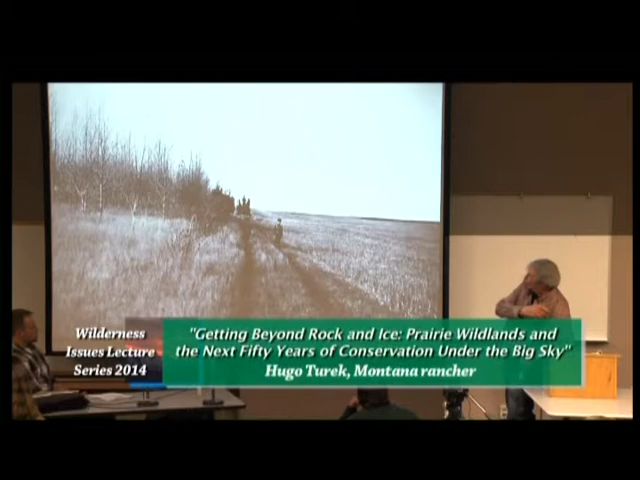 Wilderness
Issues Lecture
Series 2014
"Getting Beyond Rock and Ice: Prairie Wildlands and
the Next Fifty Years of Conservation Under the Big Sky"
Hugo Turek, Montana rancher